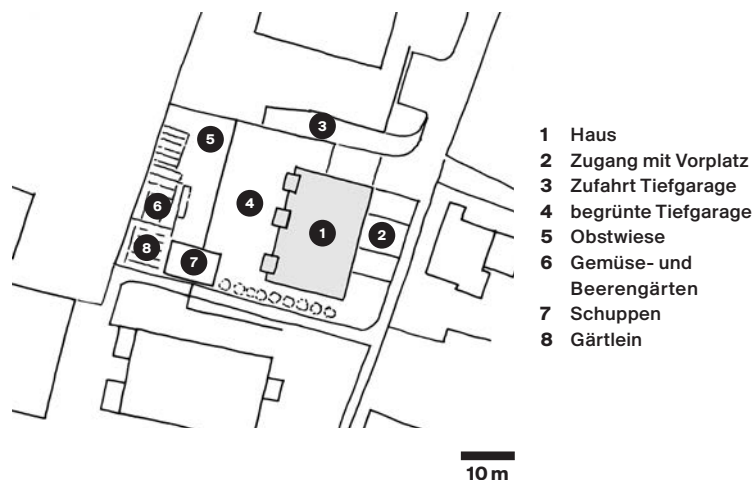 3
5
4
6
1
2
8
7
1 Haus
2 Zugang mit Vorplatz
3 Zufahrt Tiefgarage
4 begrünte Tiefgarage
5 Obstwiese
6 Gemüse- und
Beerengärten
7 Schuppen
8 Gärtlein
10 m